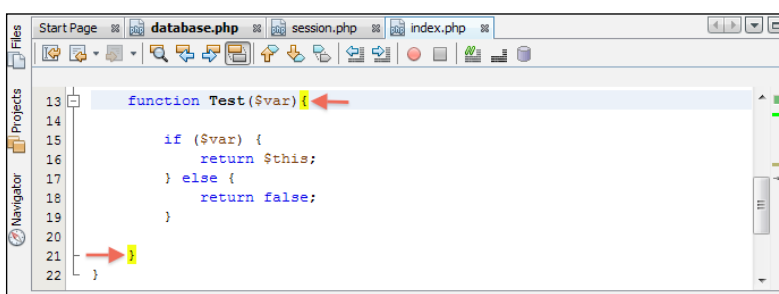 Files
Projects
Navigator
Start Page database.php session.php index.php
13 function Test($var){
14
15 if ($var) {
16 return $this;
17 } else {
18 return false;
19 }
20
21 }
22 }